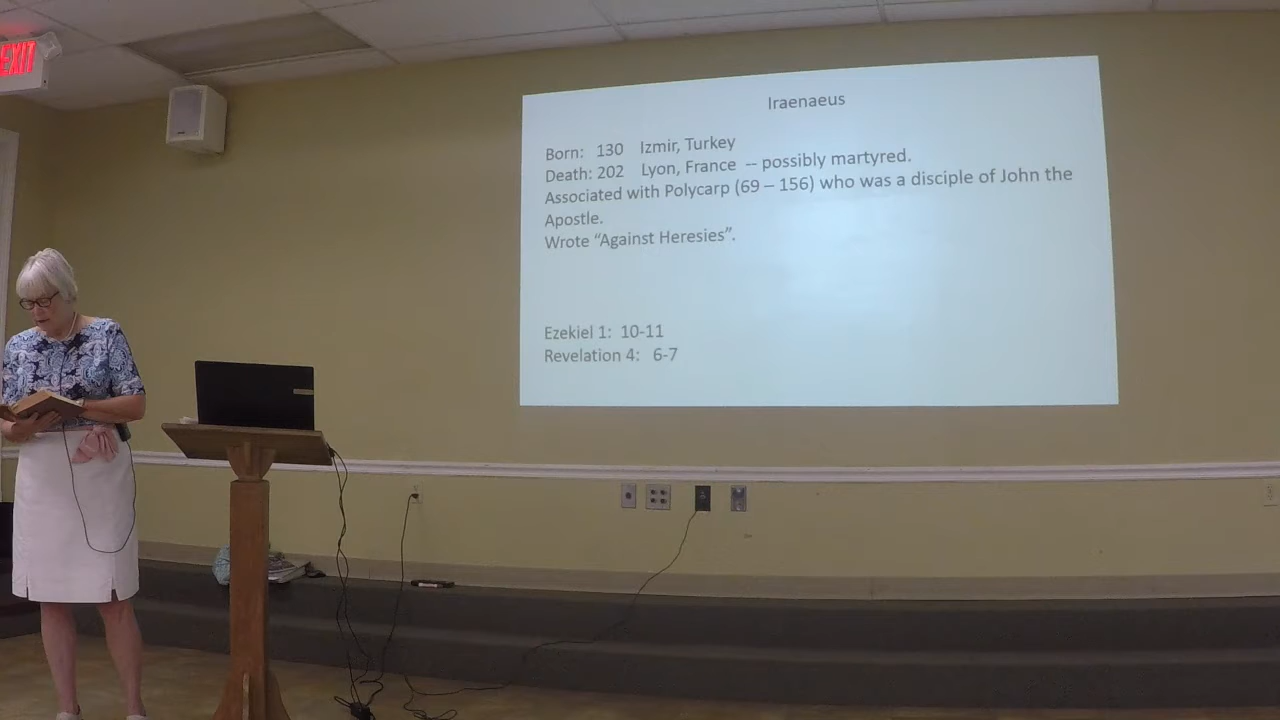 EXIT
Iraenaeus
Born: 130 Izmir, Turkey
Death: 202 Lyon, France -- possibly martyred.
Associated with Polycarp (69 – 156) who was a disciple of John the
Apostle.
Wrote “Against Heresies”.
Ezekiel 1: 10-11
Revelation 4: 6-7